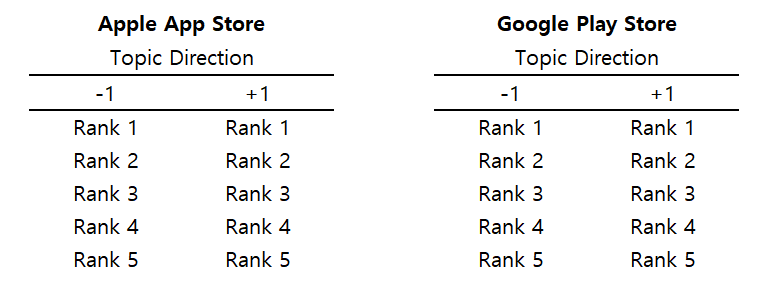 Apple App Store Google Play Store
Topic Direction Topic Direction
-1 +1 -1 +1
Rank 1 Rank 1 Rank 1 Rank 1
Rank 2 Rank 2 Rank 2 Rank 2
Rank 3 Rank 3 Rank 3 Rank 3
Rank 4 Rank 4 Rank 4 Rank 4
Rank 5 Rank 5 Rank 5 Rank 5